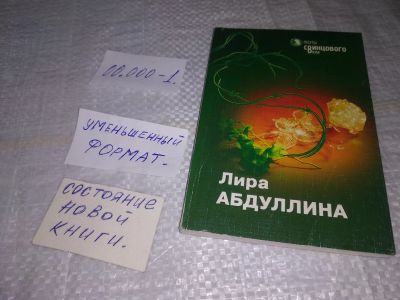 00.000-1.
УМЕНЬШЕННЫЙ
ФОРМАТ.
СОСТОЯНИЕ
НОВОЙ
КНИГИ.
СВИНЦОВОГО
Лира
АБДУЛЛИНА